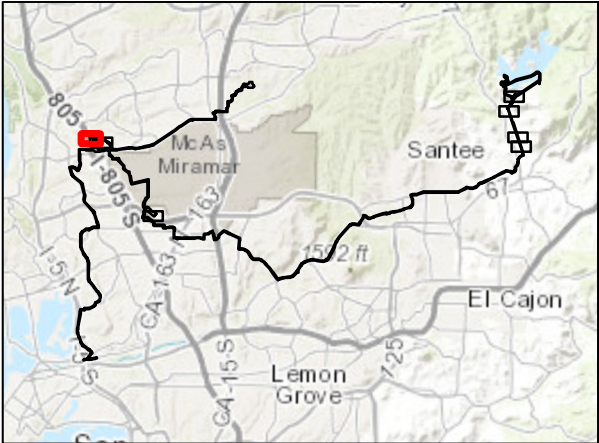 805
I-805 S
McAs
Miramar
163
Santee
67
1592 ft
I-5 N
CA-163
El Cajon
CA-15 S
Lemon
Grove
125